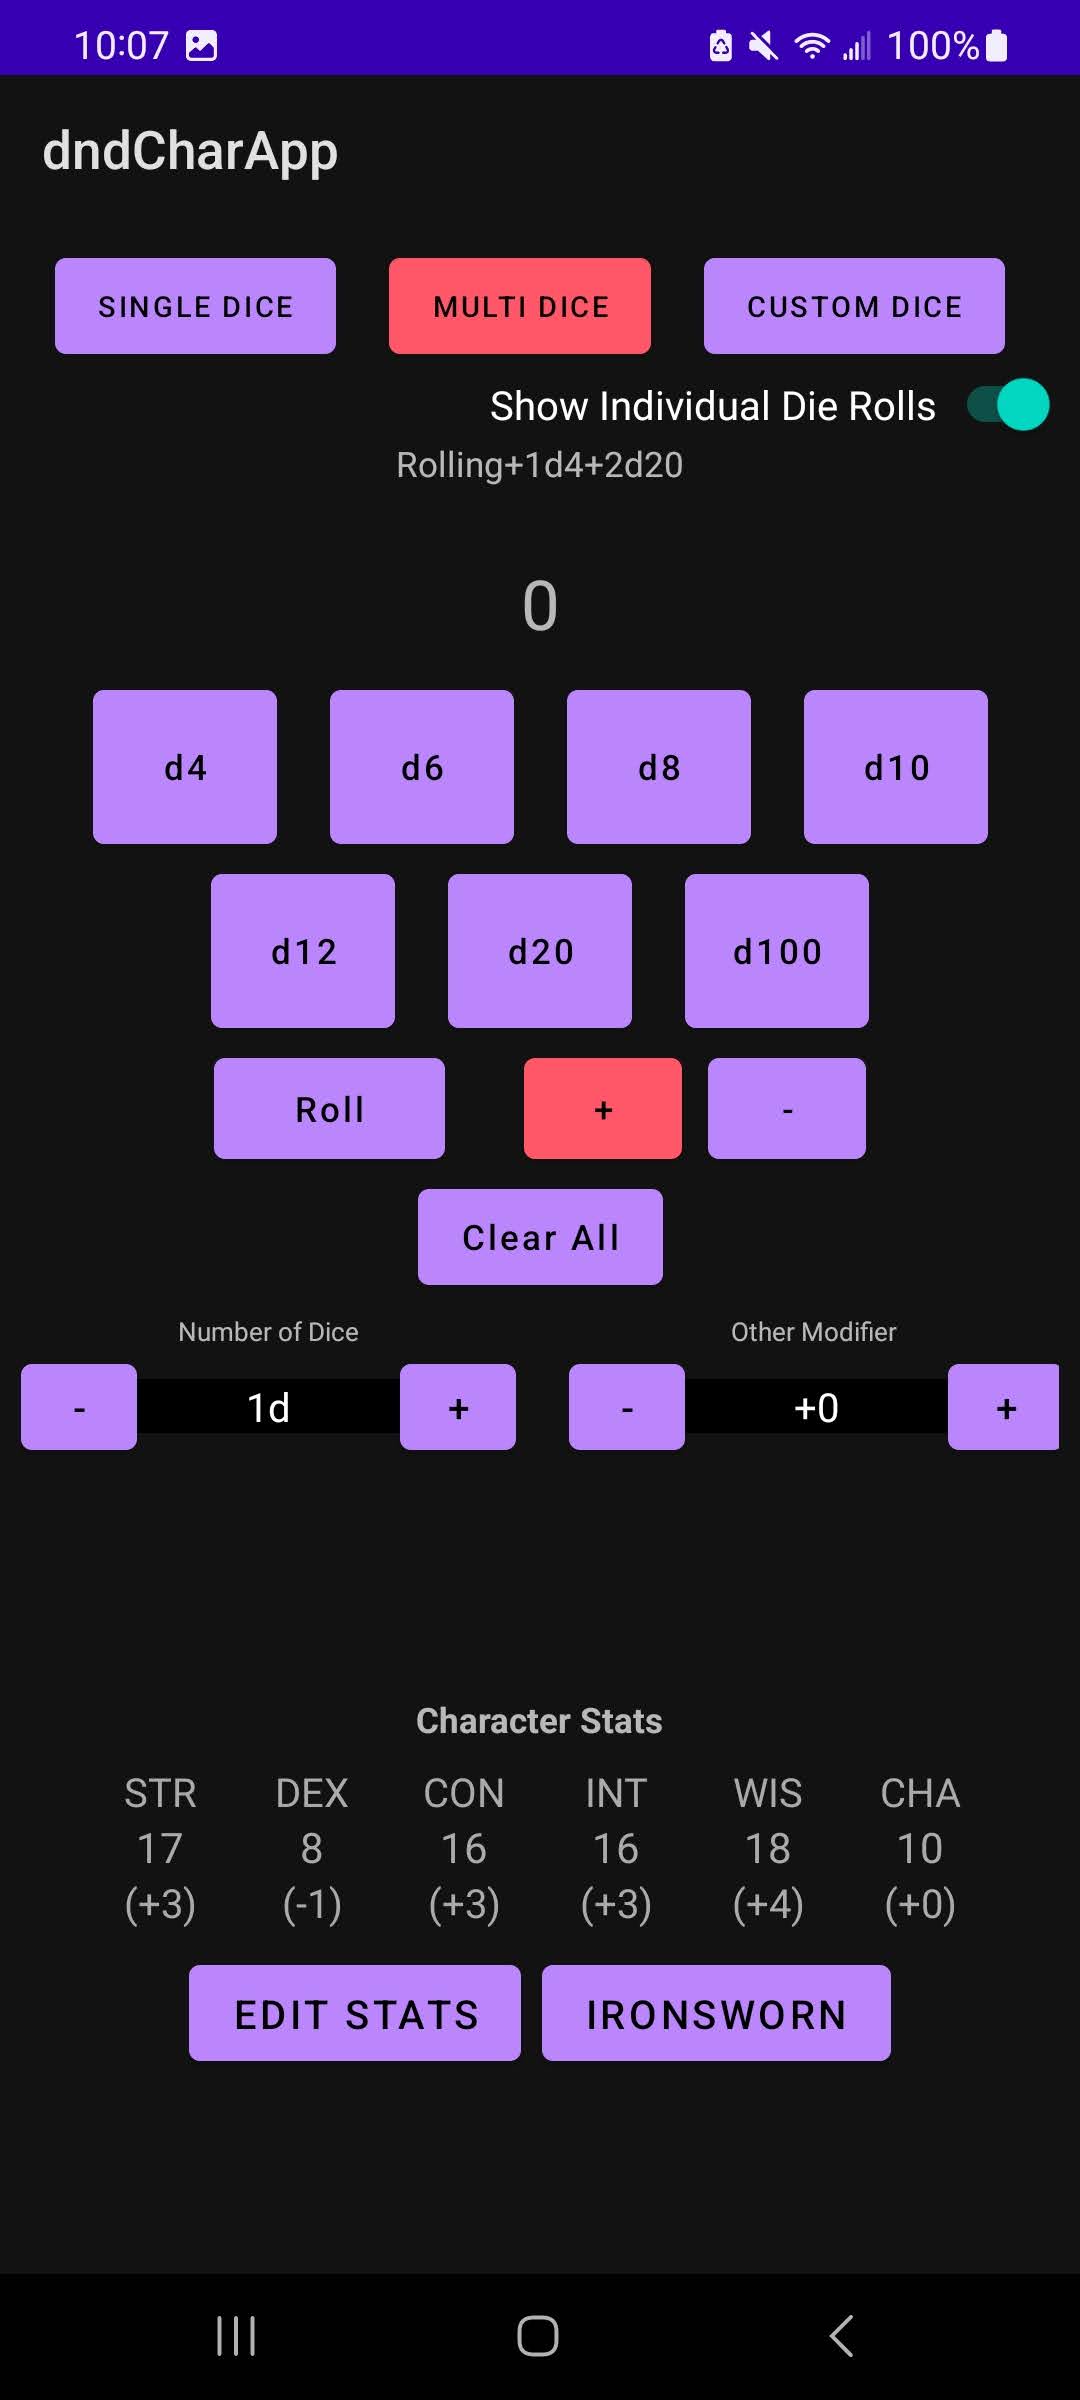 10:07 100%
dndCharApp
SINGLE DICE MULTI DICE CUSTOM DICE
Show Individual Die Rolls
Rolling+1d4+2d20
0
d4 d6 d8 d10
d12 d20 d100
Roll + -
Clear All
Number of Dice Other Modifier
- 1d + - +0 +
Character Stats
STR DEX CON INT WIS CHA
17 8 16 16 18 10
(+3) (-1) (+3) (+3) (+4) (+0)
EDIT STATS IRONSWORN